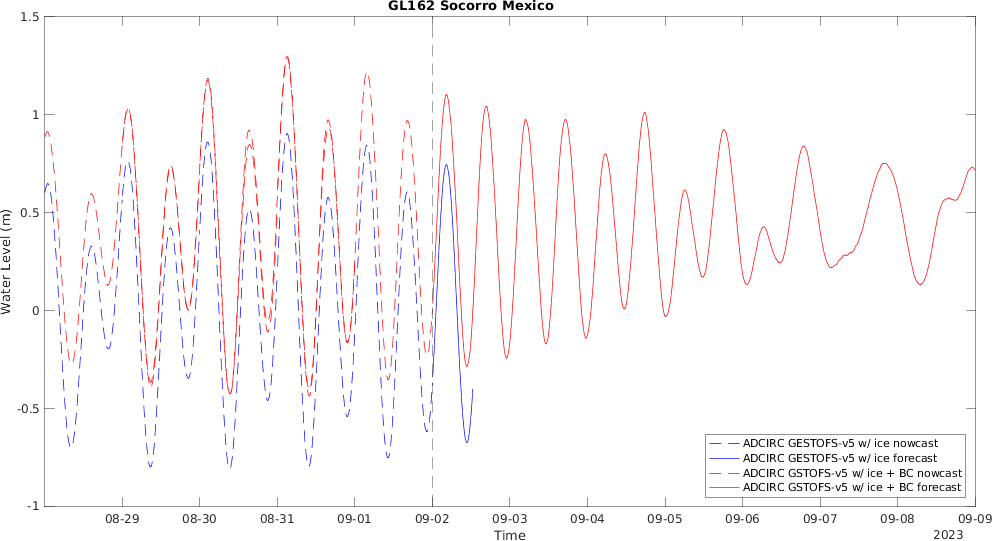 GL162 Socorro Mexico
1.5
1
0.5
0
-0.5
-1
Water Level (m)
ADCIRC GESTOFS-v5 w/ ice nowcast
ADCIRC GESTOFS-v5 w/ ice forecast
ADCIRC GSTOFS-v5 w/ ice + BC nowcast
ADCIRC GSTOFS-v5 w/ ice + BC forecast
08-29 08-30 08-31 09-01 09-02 09-03 09-04 09-05 09-06 09-07 09-08 09-09
Time
2023